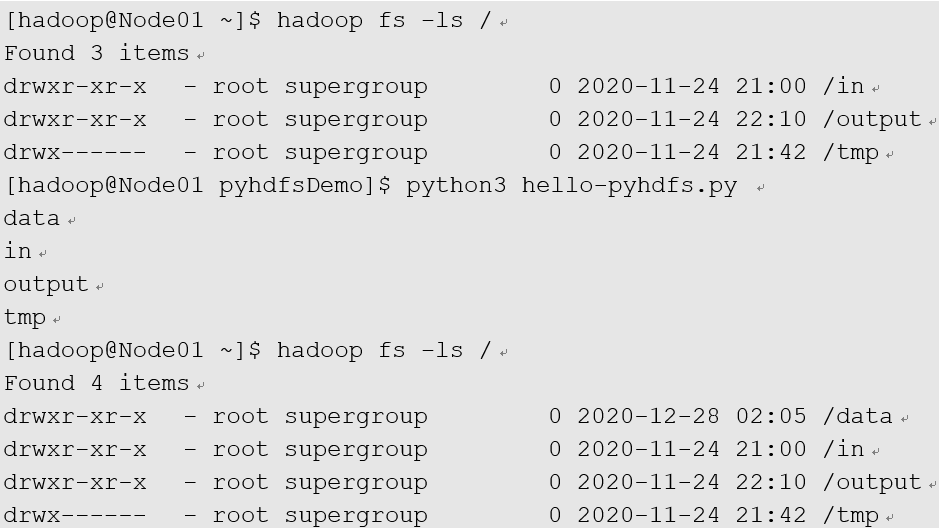 [hadoop@Node01 ~]$ hadoop fs -ls /
Found 3 items
drwxr-xr-x   - root supergroup          0 2020-11-24 21:00 /in
drwxr-xr-x   - root supergroup          0 2020-11-24 22:10 /output
drwx------   - root supergroup          0 2020-11-24 21:42 /tmp
[hadoop@Node01 pyhdfsDemo]$ python3 hello-pyhdfs.py
data
in
output
tmp
[hadoop@Node01 ~]$ hadoop fs -ls /
Found 4 items
drwxr-xr-x   - root supergroup          0 2020-12-28 02:05 /data
drwxr-xr-x   - root supergroup          0 2020-11-24 21:00 /in
drwxr-xr-x   - root supergroup          0 2020-11-24 22:10 /output
drwx------   - root supergroup          0 2020-11-24 21:42 /tmp